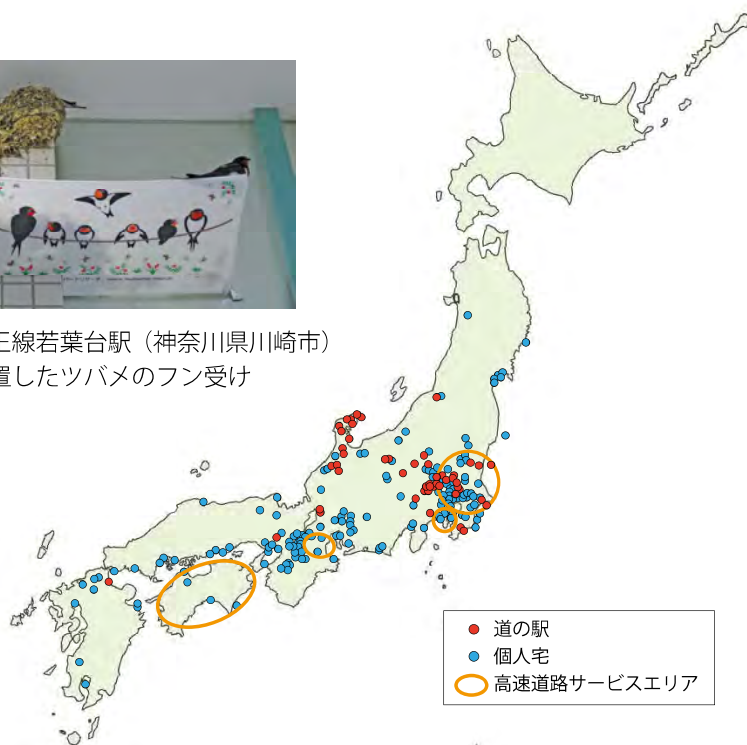 王線若葉台駅（神奈川県川崎市）
置したツバメのフン受け
道の駅
個人宅
高速道路サービスエリア